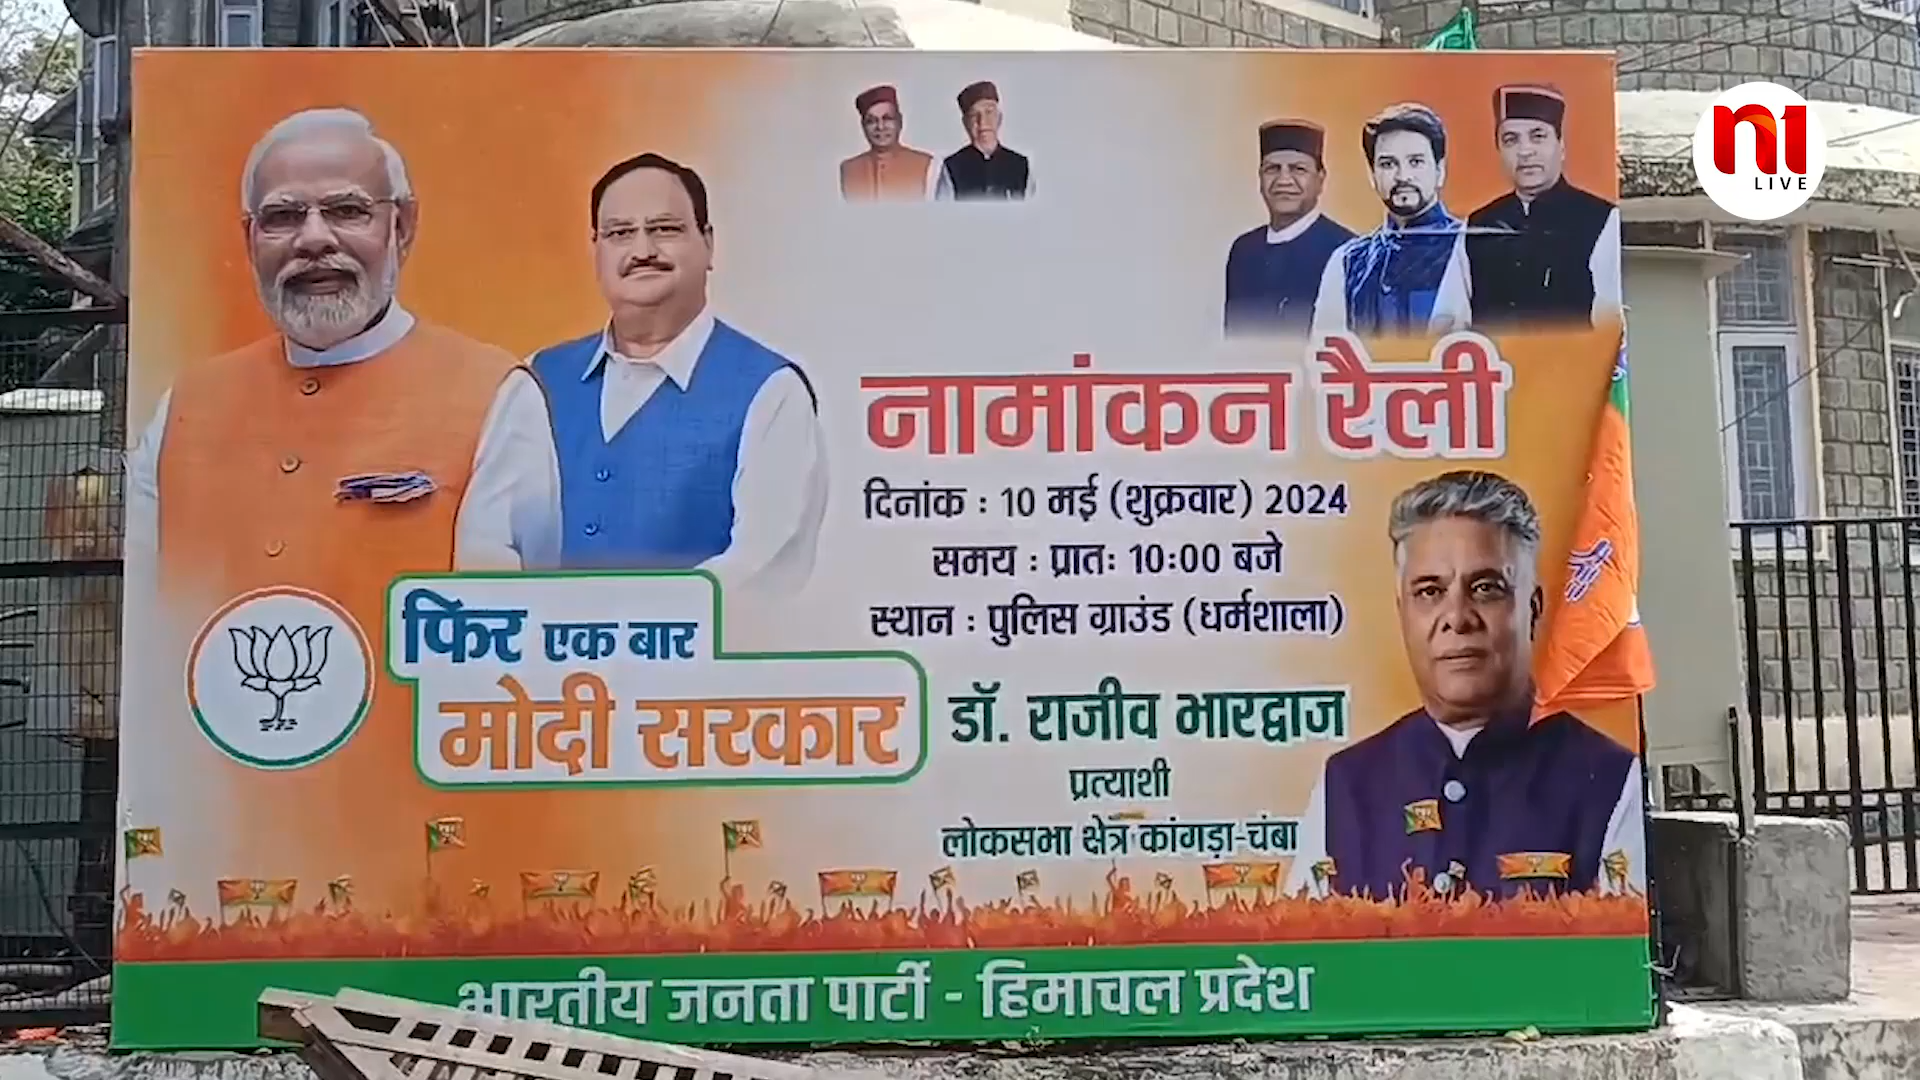 n1
LIVE
नामांकन रैली
दिनांक : 10 मई (शुक्रवार) 2024
समय : प्रातः 10:00 बजे
स्थान : पुलिस ग्राउंड (धर्मशाला)
फिर एक बार
मोदी सरकार
डॉ. राजीव भारद्वाज
प्रत्याशी
लोकसभा क्षेत्र कांगड़ा-चंबा
भारतीय जनता पार्टी - हिमाचल प्रदेश